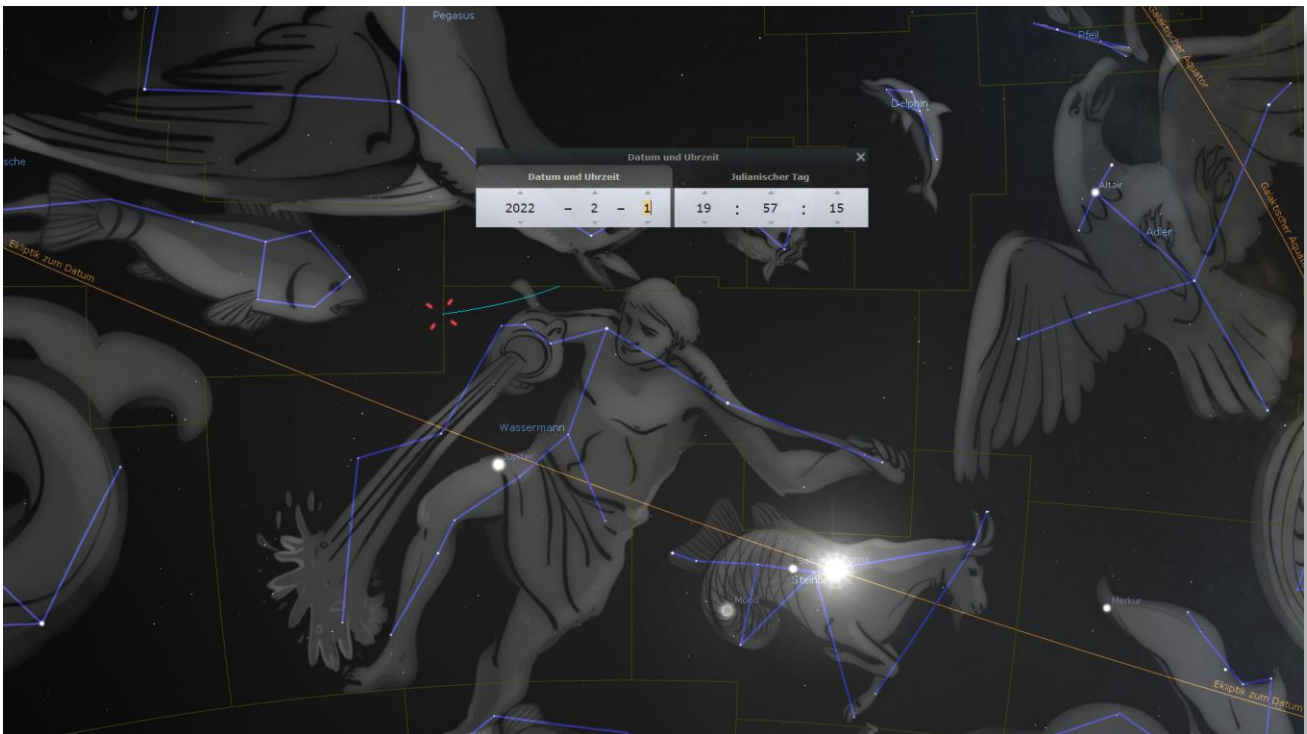 Pegasus
Galaktischer Äquator
Pfeil
Delphin
sche
Datum und Uhrzeit
Datum und Uhrzeit
Julianischer Tag
2022 – 2 – 1
19 : 57 : 15
Altair
Galaktischer Äquator
Adler
Ekliptik zum Datum
Wassermann
Jupiter
Mond
Merkur
Ekliptik zum Datum